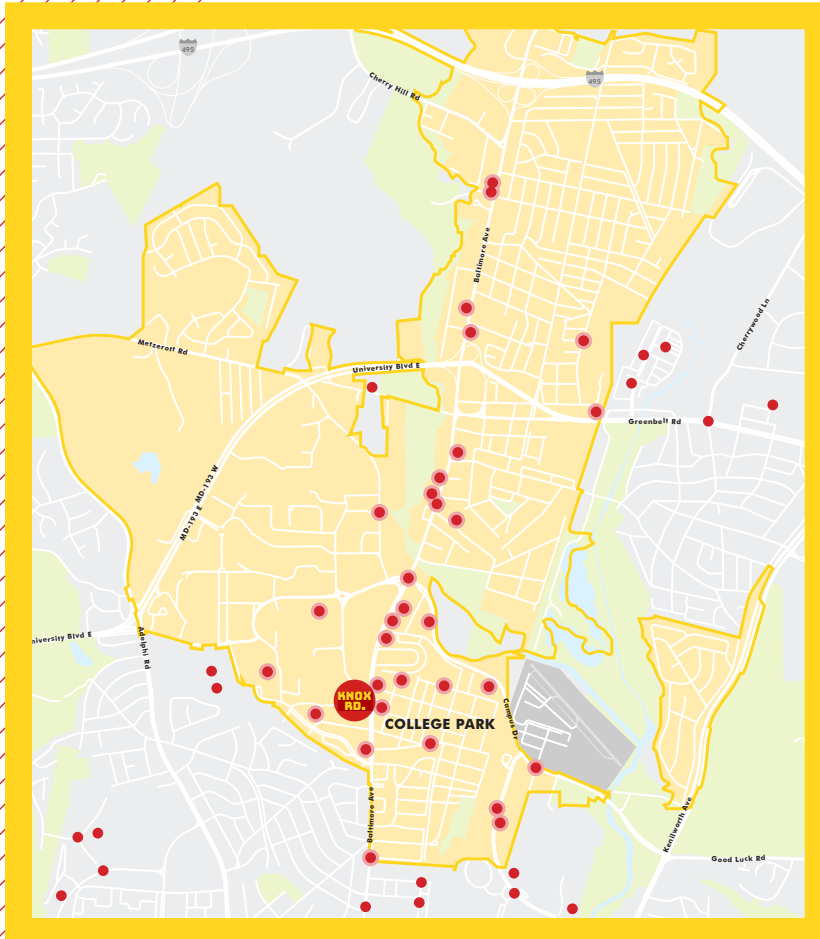 495
495
Cherry Hill Rd
Baltimore Ave
Cherrywood Ln
Metzerott Rd
University Blvd E
Greenbelt Rd
MD-193 W
MD-193 E
niversity Blvd E
Adelphi Rd
KNOX
RD.
COLLEGE PARK
Campus Dr
Baltimore Ave
Kenilworth Ave
Good Luck Rd